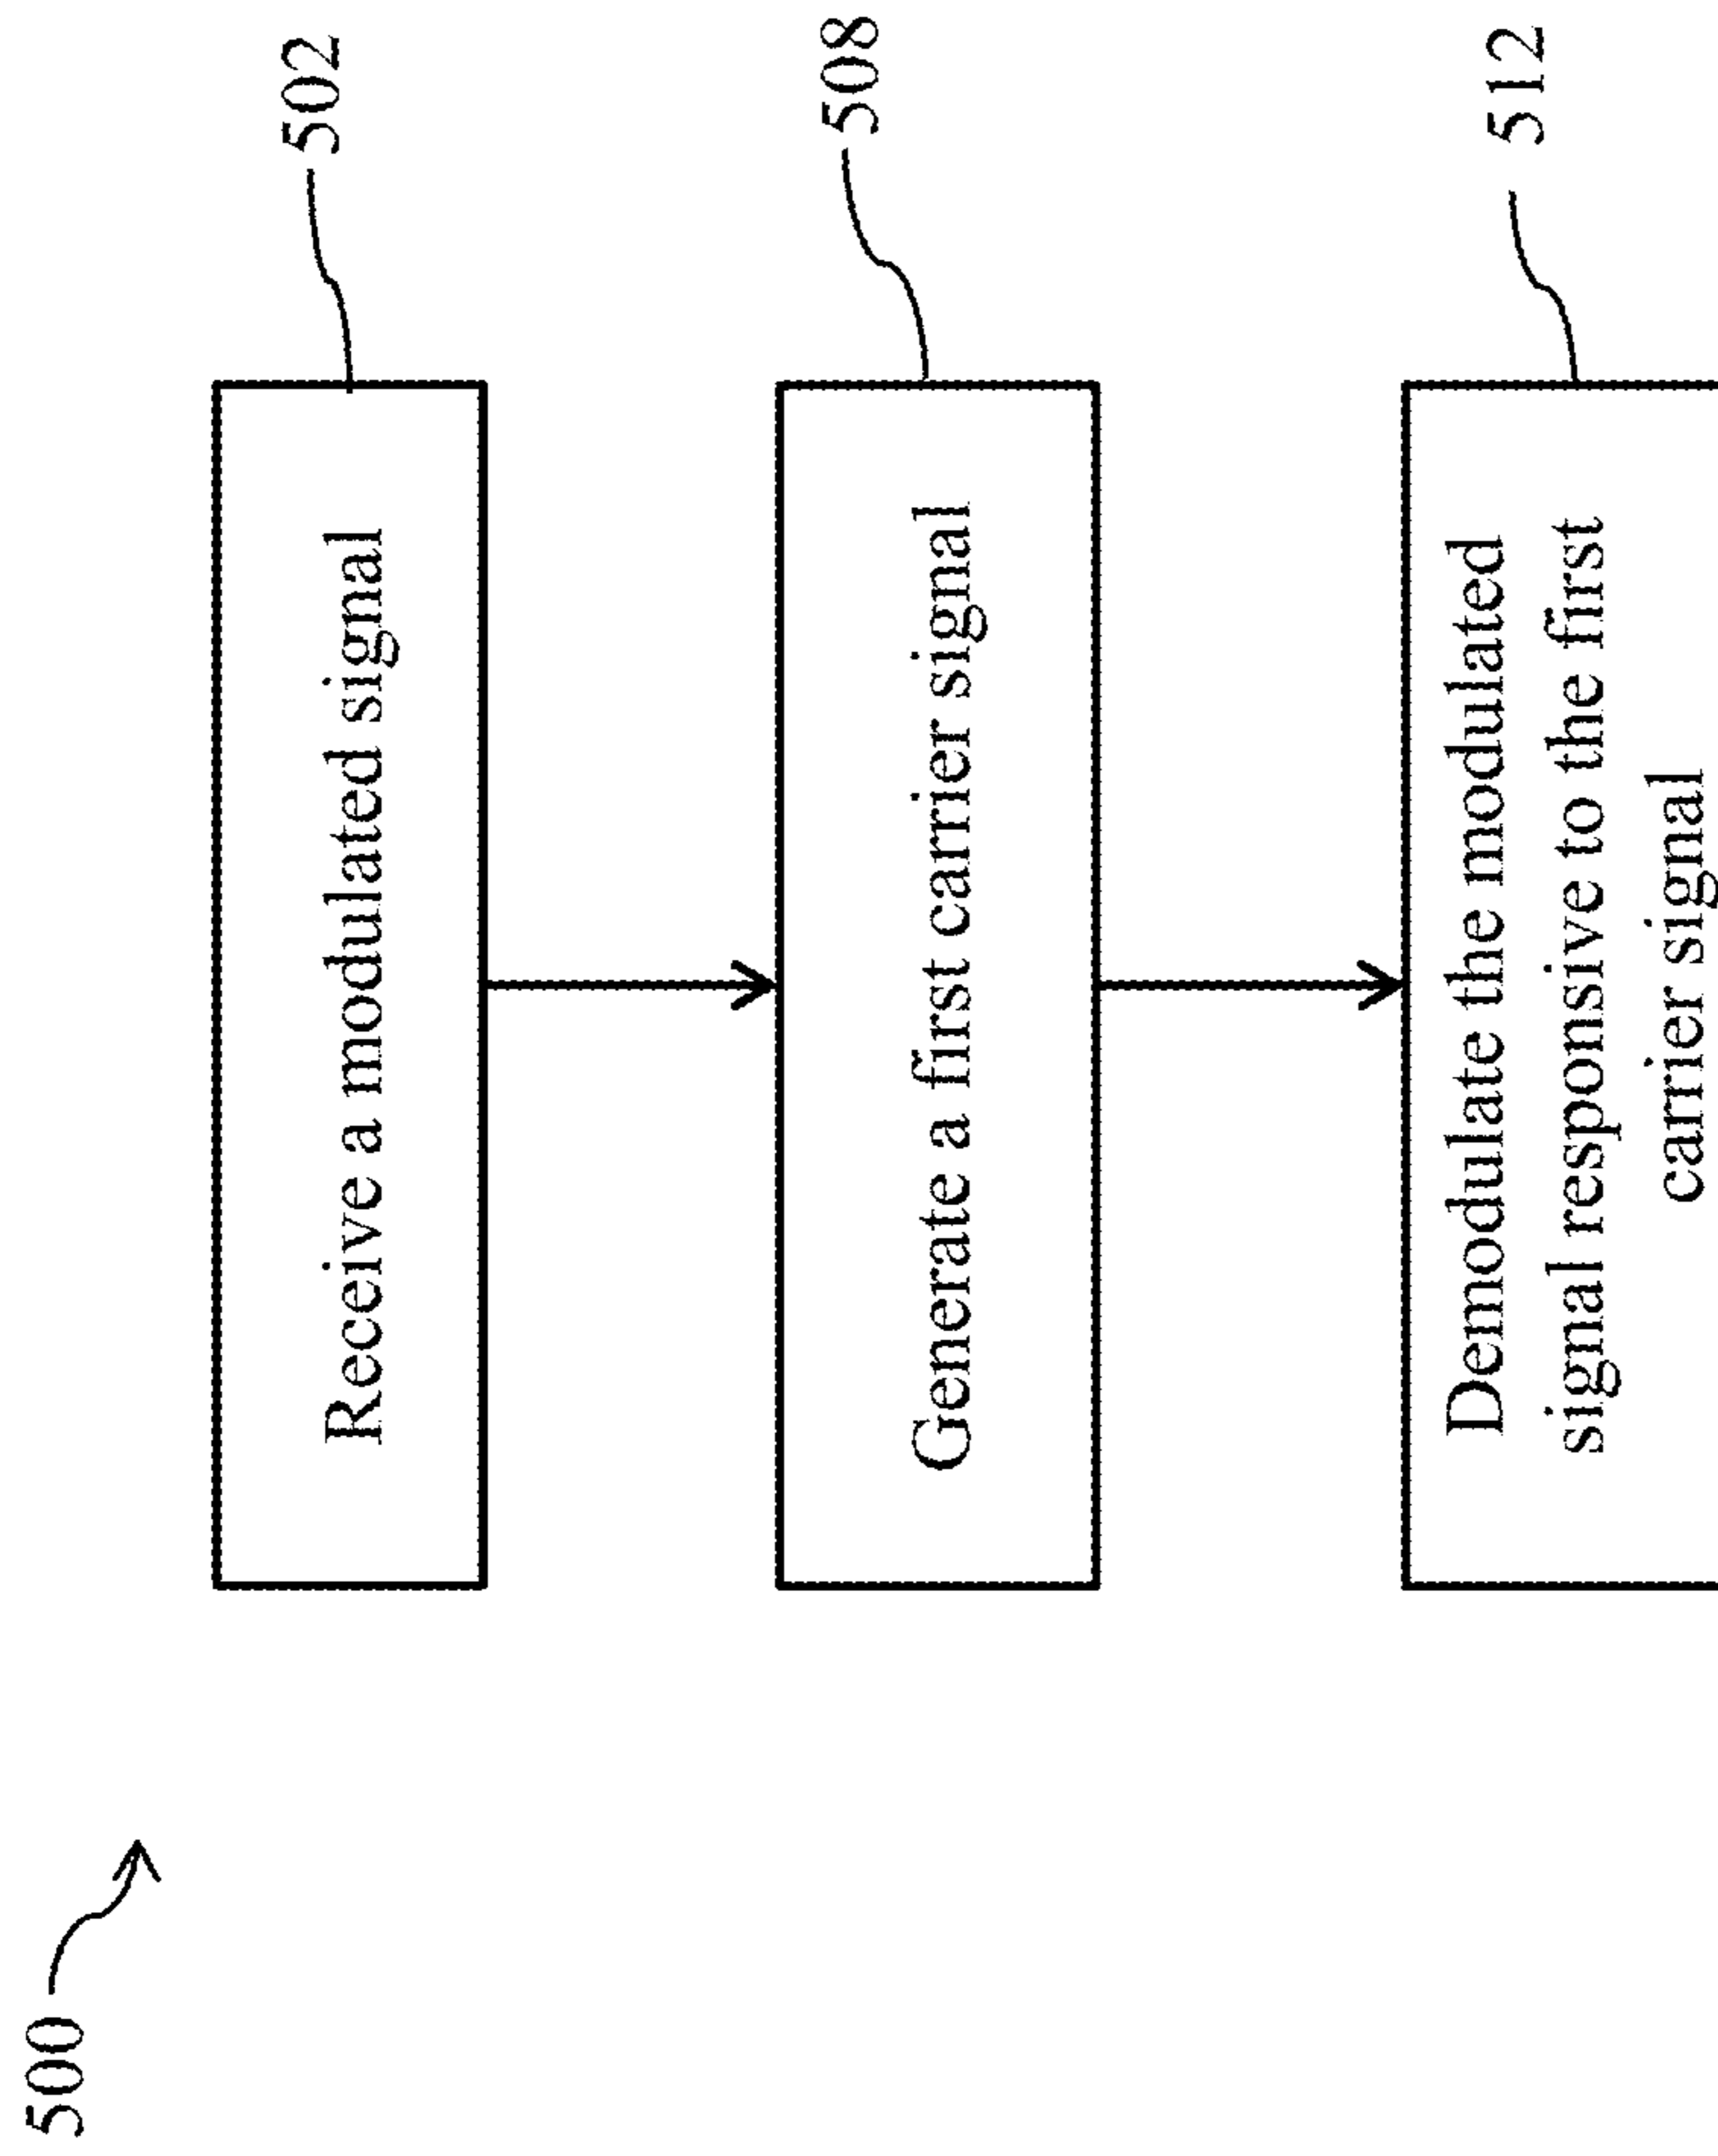 500
Receive a modulated signal
502
Generate a first carrier signal
508
Demodulate the modulated
signal responsive to the first
carrier signal
512